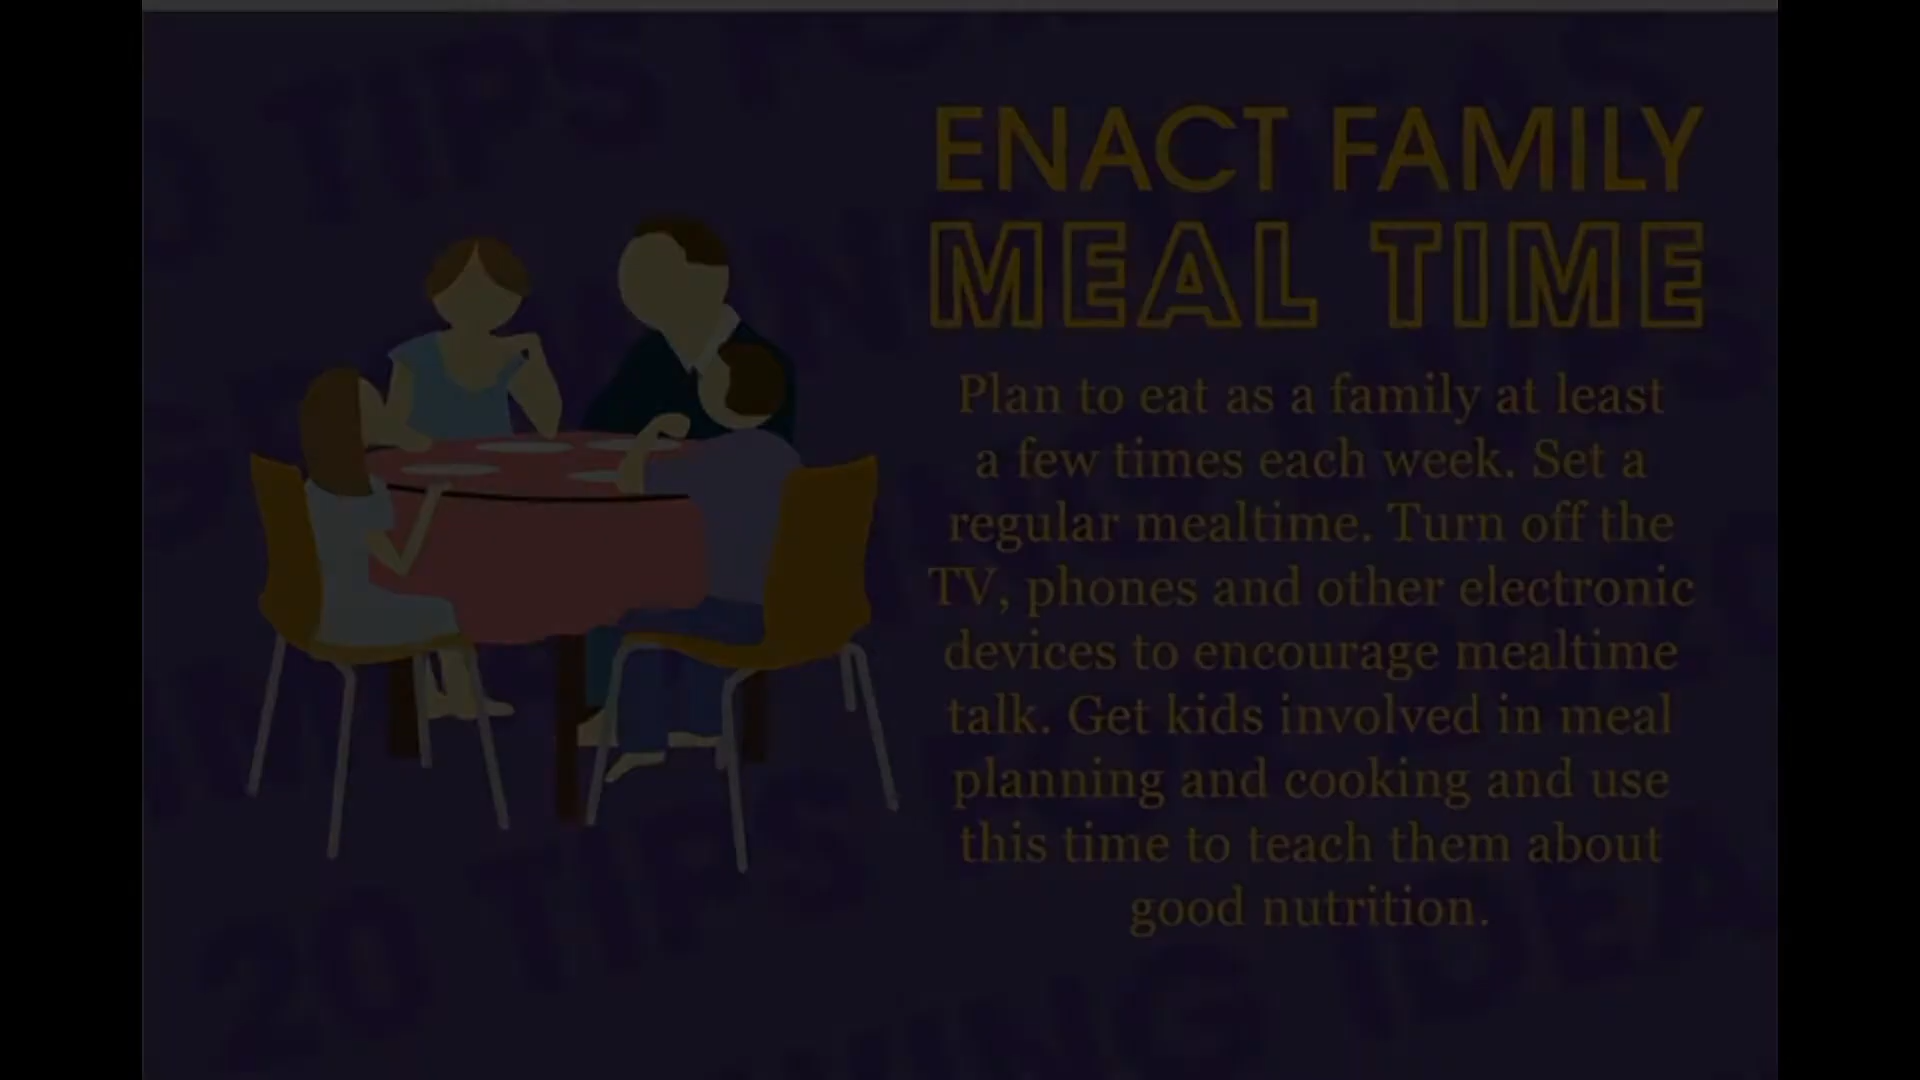 ENACT FAMILY
MEAL TIME
Plan to eat as a family at least
a few times each week. Set a
regular mealtime. Turn off the
TV, phones and other electronic
devices to encourage mealtime
talk. Get kids involved in meal
planning and cooking and use
this time to teach them about
good nutrition.
20 TIPS